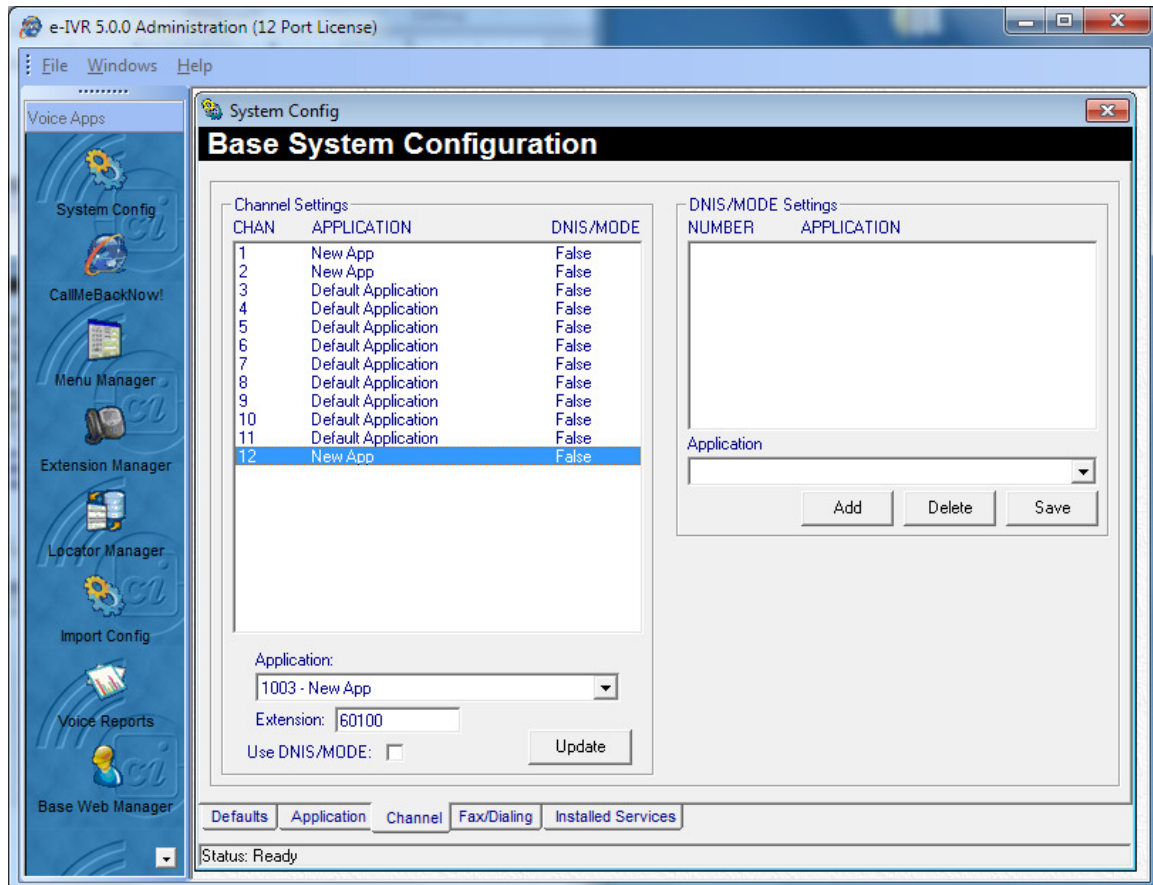 e-IVR 5.0.0 Administration (12 Port License)
File Windows Help
Voice Apps
System Config
CallMeBackNow!
Menu Manager
Extension Manager
Locator Manager
Import Config
Voice Reports
Base Web Manager
System Config
Base System Configuration
Channel Settings
CHAN APPLICATION DNIS/MODE
1 New App False
2 New App False
3 Default Application False
4 Default Application False
5 Default Application False
6 Default Application False
7 Default Application False
8 Default Application False
9 Default Application False
10 Default Application False
11 Default Application False
12 New App False
Application:
1003 - New App
Extension: 60100
Use DNIS/MODE:
Update
DNIS/MODE Settings
NUMBER APPLICATION
Application
Add Delete Save
Defaults Application Channel Fax/Dialing Installed Services
Status: Ready